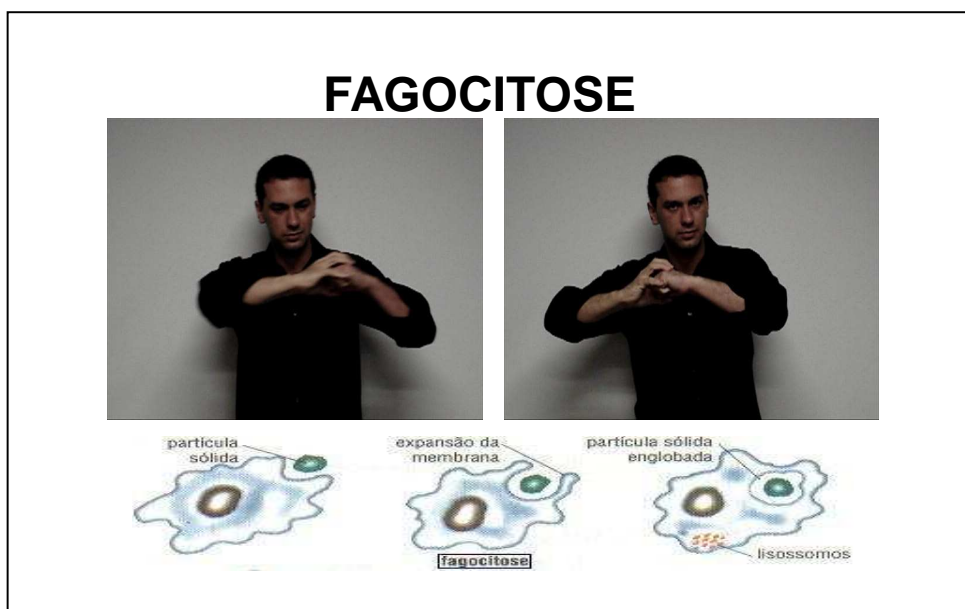 FAGOCITOSE
partícula
sólida
expansão da
membrana
partícula sólida
englobada
lisossomos
fagocitose